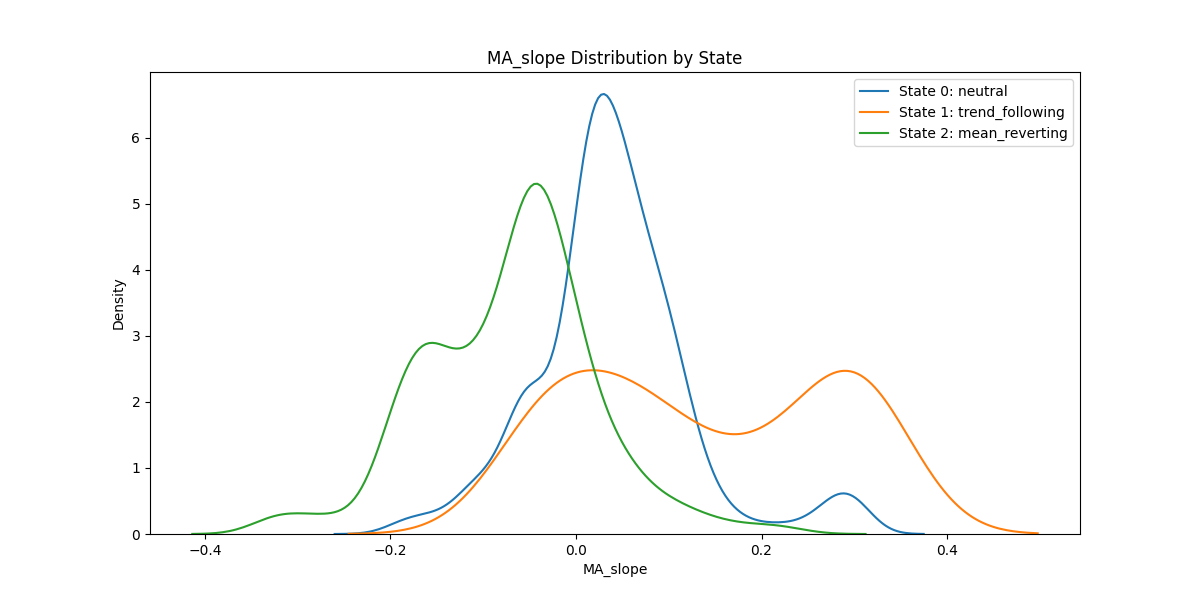 MA_slope Distribution by State
State 0: neutral
State 1: trend_following
State 2: mean_reverting
Density
6
5
4
3
2
1
0
−0.4
−0.2
0.0
0.2
0.4
MA_slope